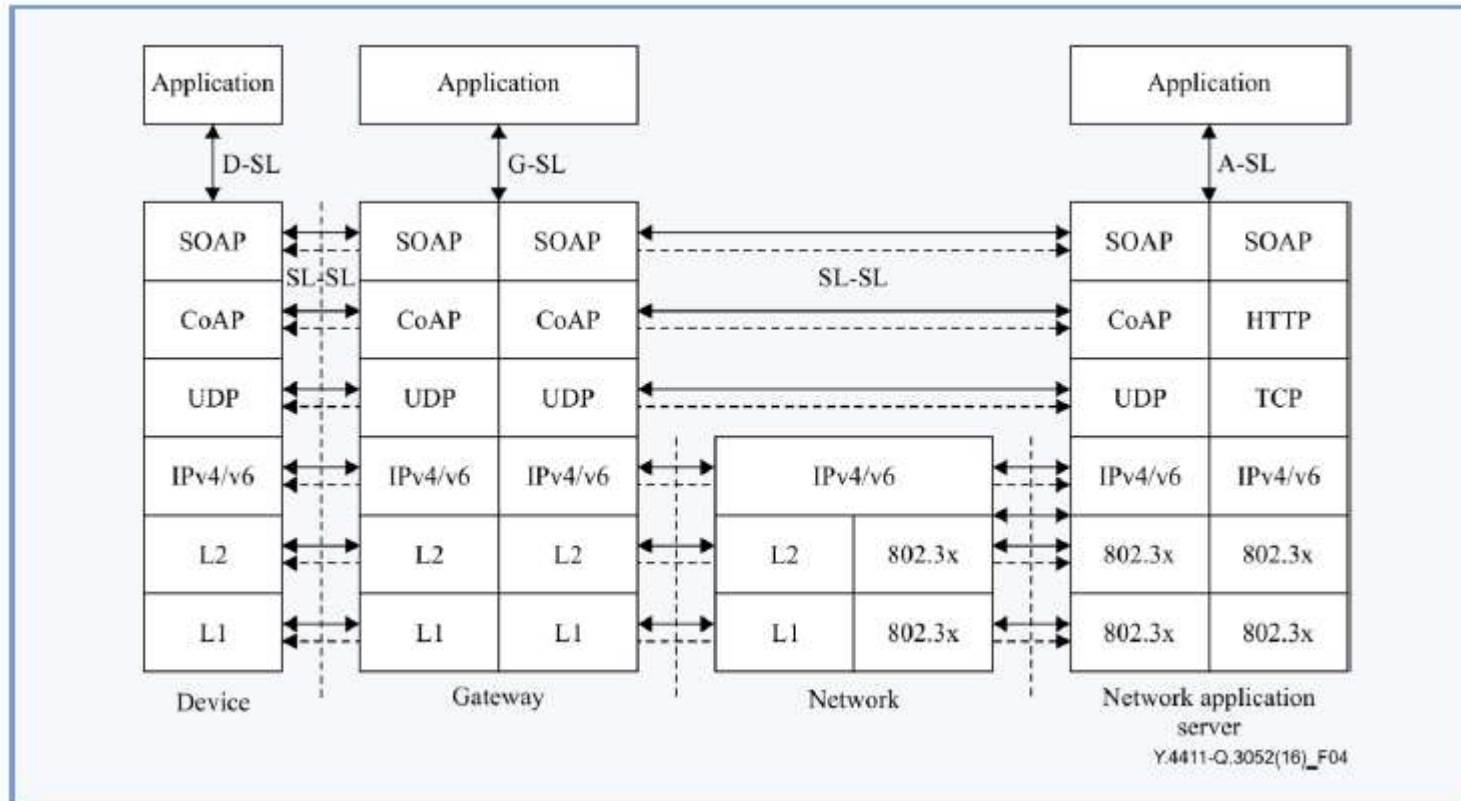 Application Application Application
D-SL G-SL A-SL
SOAP SOAP SOAP SOAP SOAP
SL-SL SL-SL
CoAP CoAP CoAP CoAP HTTP
UDP UDP UDP UDP TCP
IPv4/v6 IPv4/v6 IPv4/v6 IPv4/v6 IPv4/v6 IPv4/v6
L2 L2 L2 L2 802.3x 802.3x 802.3x
L1 L1 L1 L1 802.3x 802.3x 802.3x
Device Gateway Network Network application
server
Y.4411-Q.3052(16)_F04